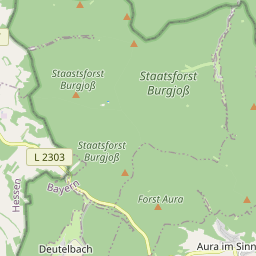 Staatsforst
Burgjoß
Staatsforst
Burgjoß
Staatsforst
Burgjoß
L 2303
Bayern
Hessen
Forst Aura
Deutelbach
Aura im Sinn